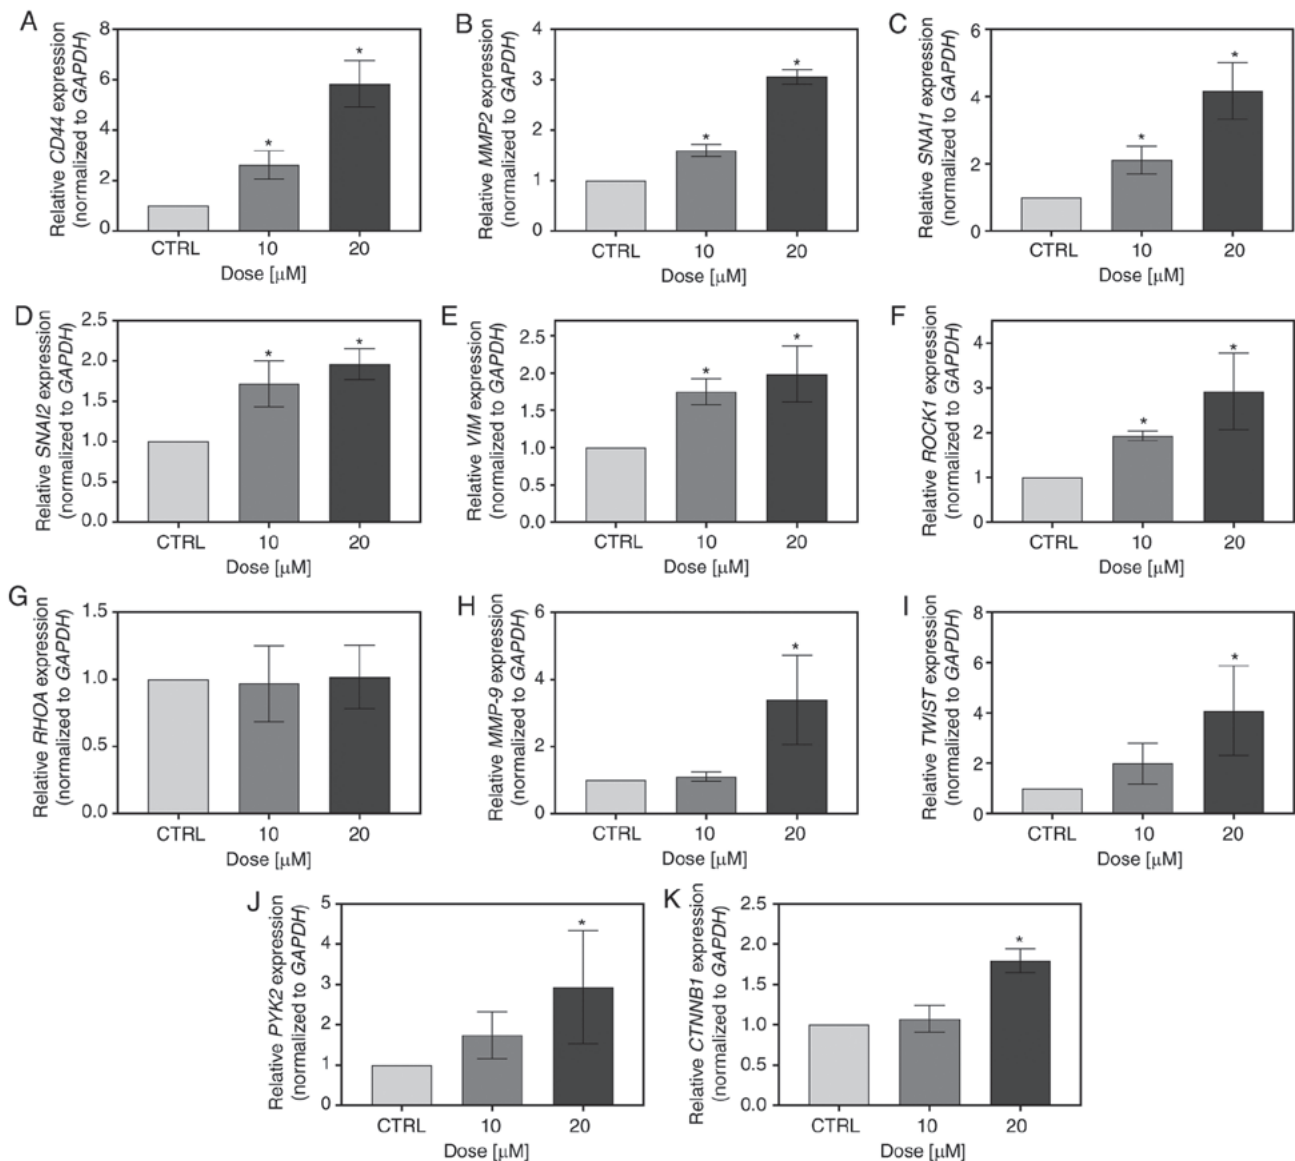 A
Relative CD44 expression
(normalized to GAPDH)
8
6
4
2
0
*
*
CTRL
10
20
Dose [μM]
B
Relative MMP2 expression
(normalized to GAPDH)
4
3
2
1
0
*
*
CTRL
10
20
Dose [μM]
C
Relative SNAI1 expression
(normalized to GAPDH)
6
4
2
0
*
*
CTRL
10
20
Dose [μM]
D
Relative SNAI2 expression
(normalized to GAPDH)
2.5
2.0
1.5
1.0
0.5
0.0
*
*
CTRL
10
20
Dose [μM]
E
Relative VIM expression
(normalized to GAPDH)
2.5
2.0
1.5
1.0
0.5
0.0
*
*
CTRL
10
20
Dose [μM]
F
Relative ROCK1 expression
(normalized to GAPDH)
4
3
2
1
0
*
*
CTRL
10
20
Dose [μM]
G
Relative RHOA expression
(normalized to GAPDH)
1.5
1.0
0.5
0.0
CTRL
10
20
Dose [μM]
H
Relative MMP-9 expression
(normalized to GAPDH)
6
4
2
0
*
CTRL
10
20
Dose [μM]
I
Relative TWIST expression
(normalized to GAPDH)
8
6
4
2
0
*
CTRL
10
20
Dose [μM]
J
Relative PYK2 expression
(normalized to GAPDH)
5
4
3
2
1
0
*
CTRL
10
20
Dose [μM]
K
Relative CTNNB1 expression
(normalized to GAPDH)
2.5
2.0
1.5
1.0
0.5
0.0
*
CTRL
10
20
Dose [μM]